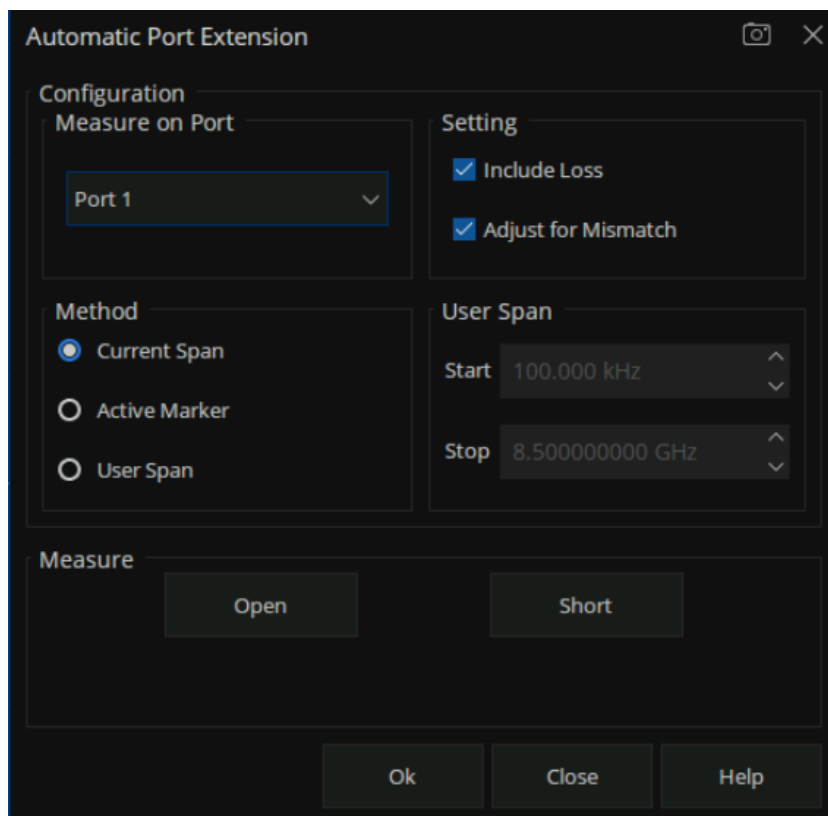 Automatic Port Extension
Configuration
Measure on Port
Port 1
Setting
Include Loss
Adjust for Mismatch
Method
Current Span
Active Marker
User Span
User Span
Start 100.000 kHz
Stop 8.500000000 GHz
Measure
Open Short
Ok Close Help